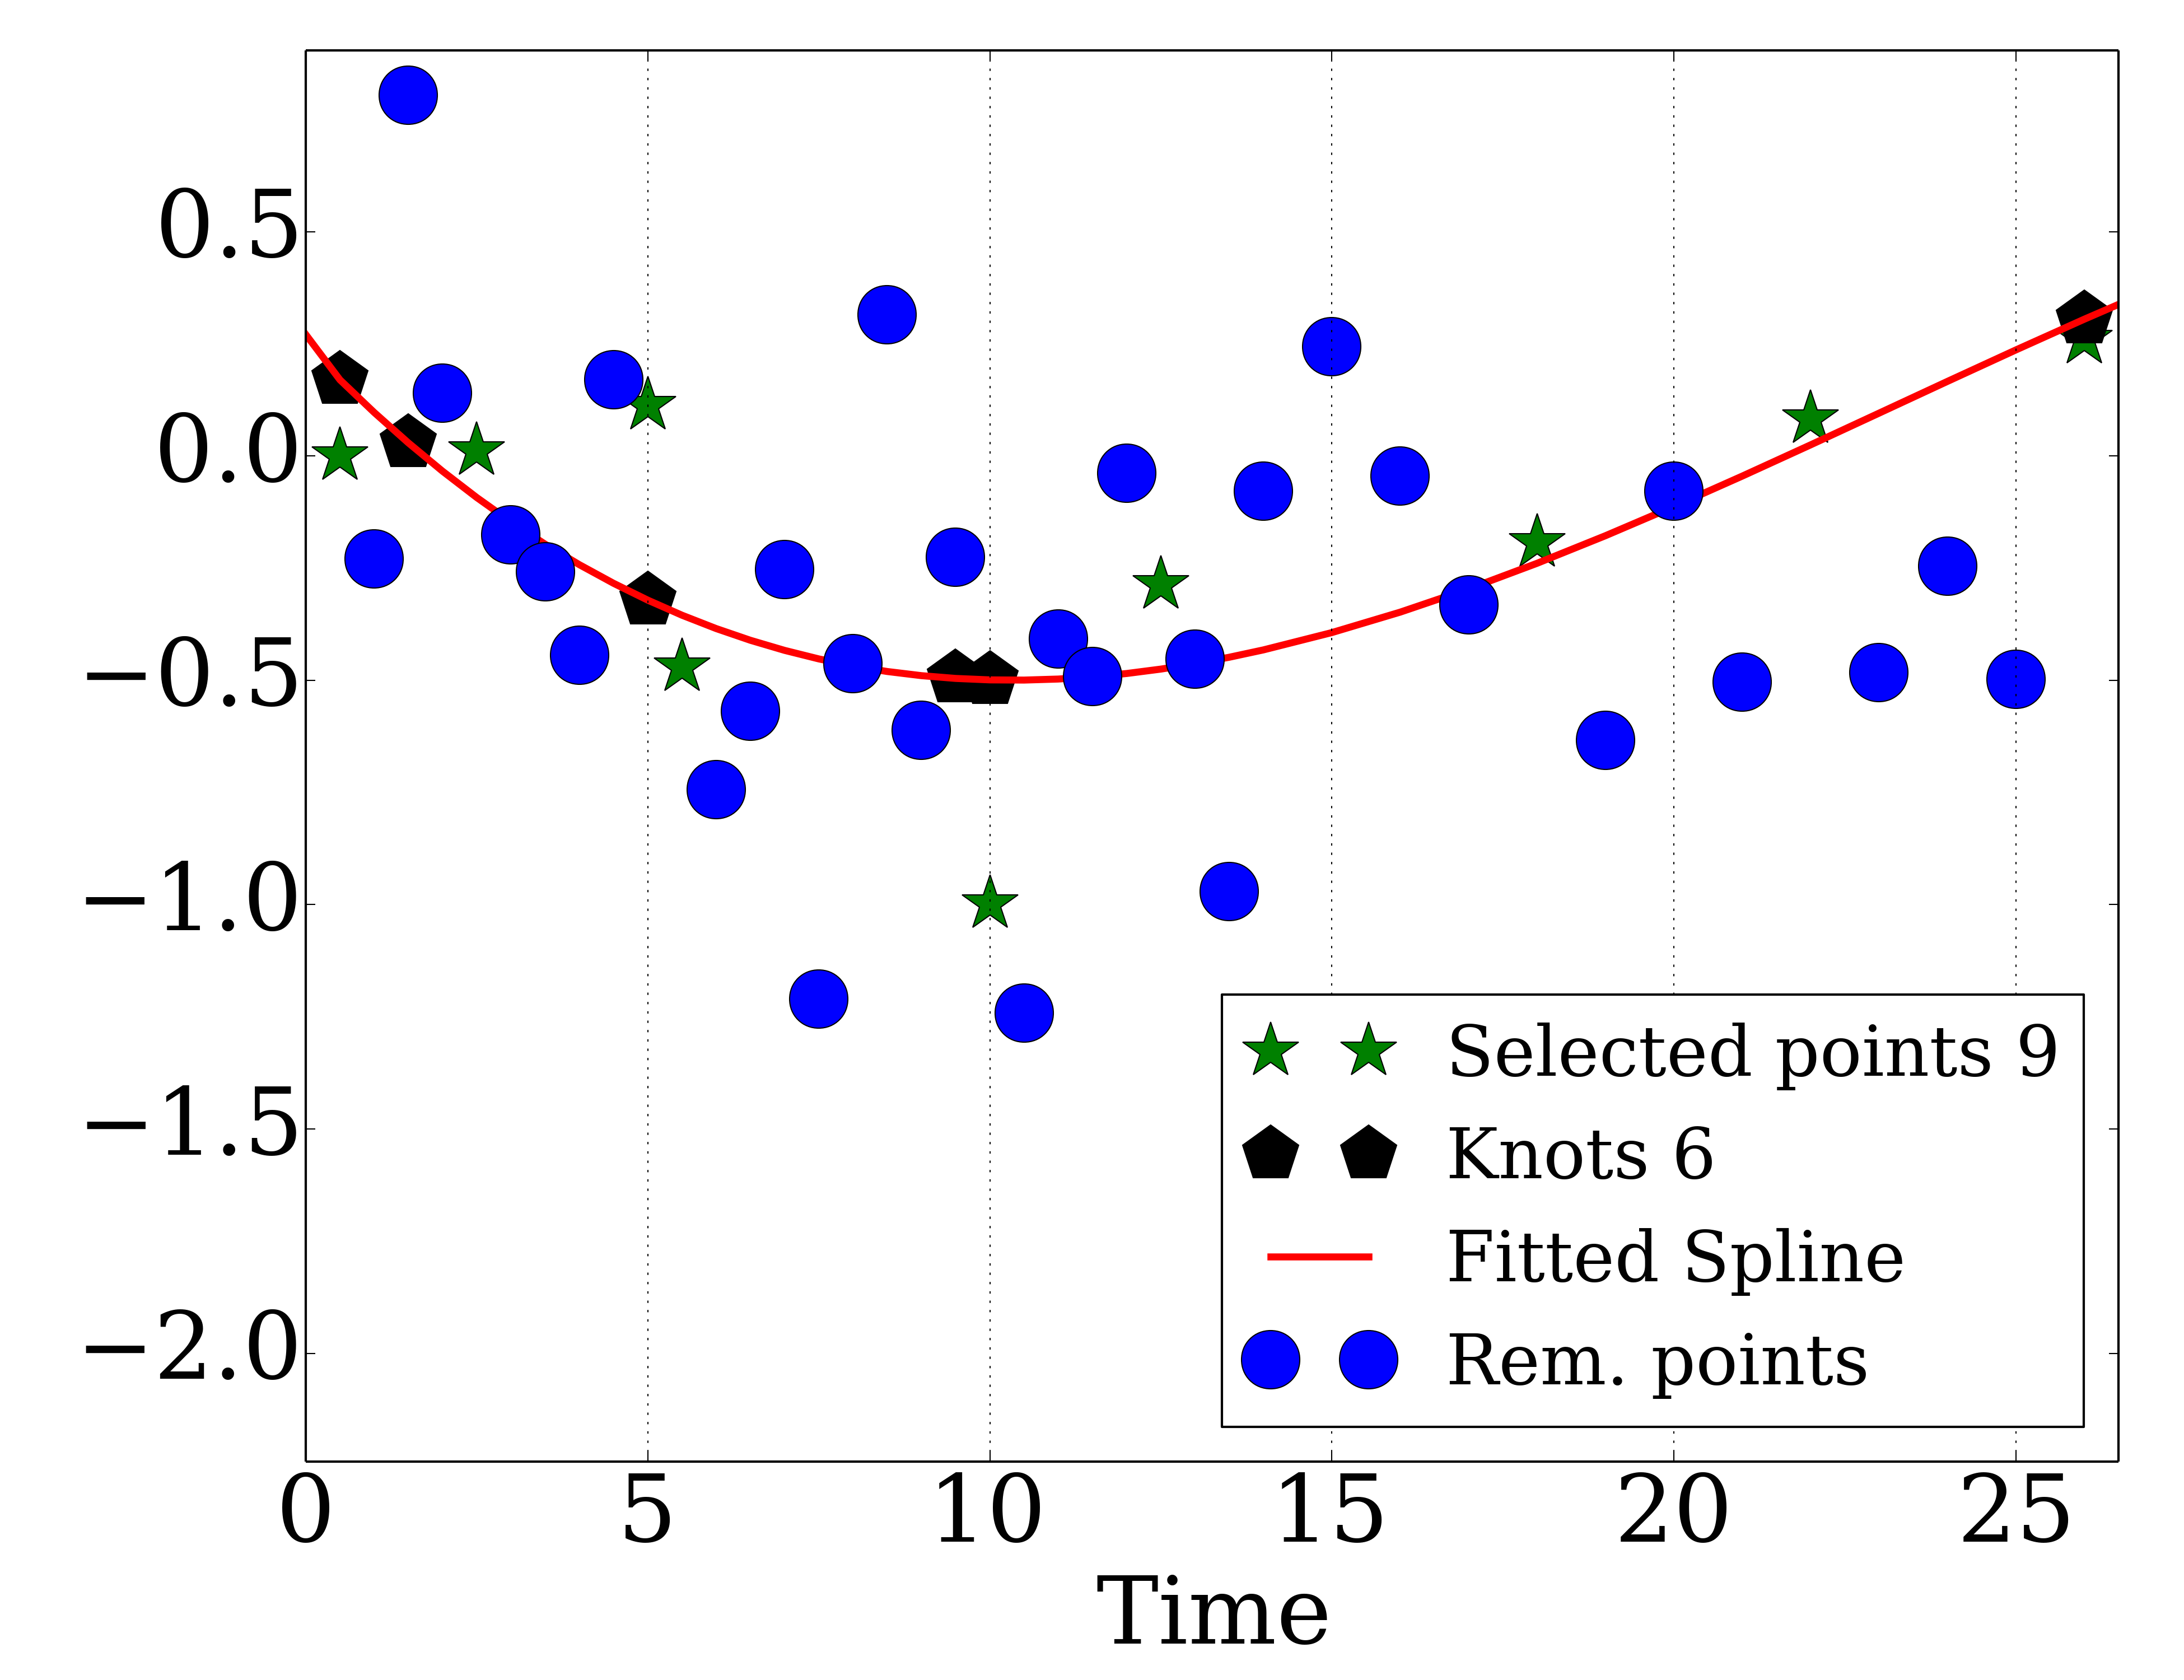 0.5
0.0
−0.5
−1.0
−1.5
−2.0
Selected points 9
Knots 6
Fitted Spline
Rem. points
0 5 10 15 20 25
Time